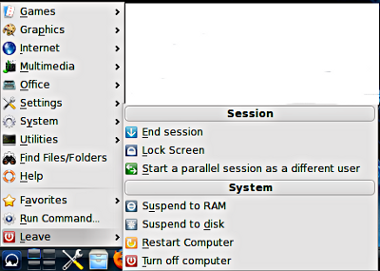 Games
Graphics
Internet
Multimedia
Office
Settings
System
Utilities
Find Files/Folders
Help
Favorites
Run Command...
Leave
Session
End session
Lock Screen
Start a parallel session as a different user
System
Suspend to RAM
Suspend to disk
Restart Computer
Turn off computer